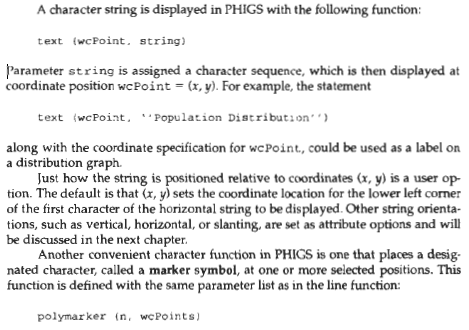 A character string is displayed in PHIGS with the following function:
text (wcPoint, string)
Parameter string is assigned a character sequence, which is then displayed at
coordinate position wcPoint = (x, y). For example, the statement
text (wcPoint, ''Population Distribution'')
along with the coordinate specification for wcPoint, could be used as a label on
a distribution graph.
Just how the string is positioned relative to coordinates (x, y) is a user op-
tion. The default is that (x, y) sets the coordinate location for the lower left corner
of the first character of the horizontal string to be displayed. Other string orienta-
tions, such as vertical, horizontal, or slanting, are set as attribute options and will
be discussed in the next chapter.
Another convenient character function in PHIGS is one that places a desig-
nated character, called a marker symbol, at one or more selected positions. This
function is defined with the same parameter list as in the line function:
polymarker (n, wcPoints)